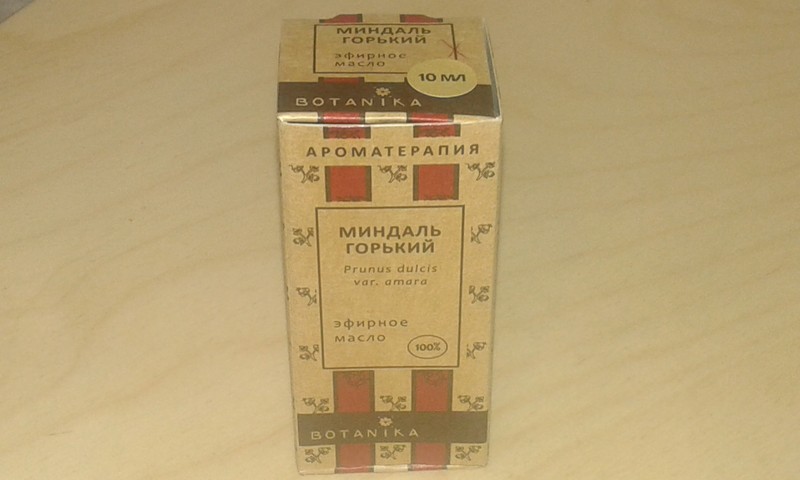 МИНДАЛЬ
ГОРЬКИЙ
эфирное
масло
10 мл
BOTANIKA
АРОМАТЕРАПИЯ
МИНДАЛЬ
ГОРЬКИЙ
Prunus dulcis
var. amara
эфирное
масло
100%
BOTANIKA